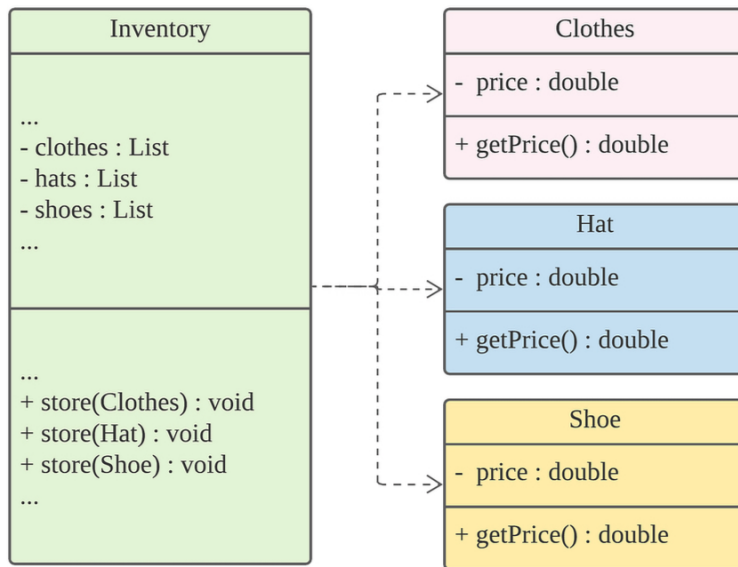 Inventory
...
- clothes : List
- hats : List
- shoes : List
...
...
+ store(Clothes) : void
+ store(Hat) : void
+ store(Shoe) : void
...
Clothes
- price : double
+ getPrice() : double
Hat
- price : double
+ getPrice() : double
Shoe
- price : double
+ getPrice() : double